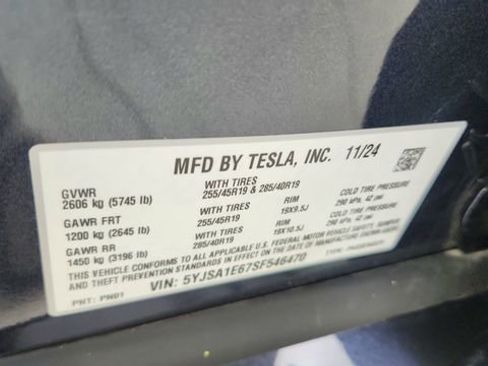 MFD BY TESLA, INC. 11/24
GVWR WITH TIRES RIM COLD TIRE PRESSURE
2606 kg (5745 lb) 255/45R19 & 285/40R19 19X9.5J 290 kPa, 42 psi
GAWR FRT WITH TIRES RIM COLD TIRE PRESSURE
1200 kg (2645 lb) 255/45R19 19X10.5J 290 kPa, 42 psi
GAWR RR WITH TIRES
1450 kg (3196 lb) 285/40R19
THIS VEHICLE CONFORMS TO ALL APPLICABLE U.S. FEDERAL MOTOR VEHICLE SAFETY, BUMPER,
AND THEFT PREVENTION STANDARDS IN EFFECT ON THE DATE OF MANUFACTURE SHOWN ABOVE.
VIN: 5YJSA1E67SF546470 TYPE: PASSENGER
PNT: PN01